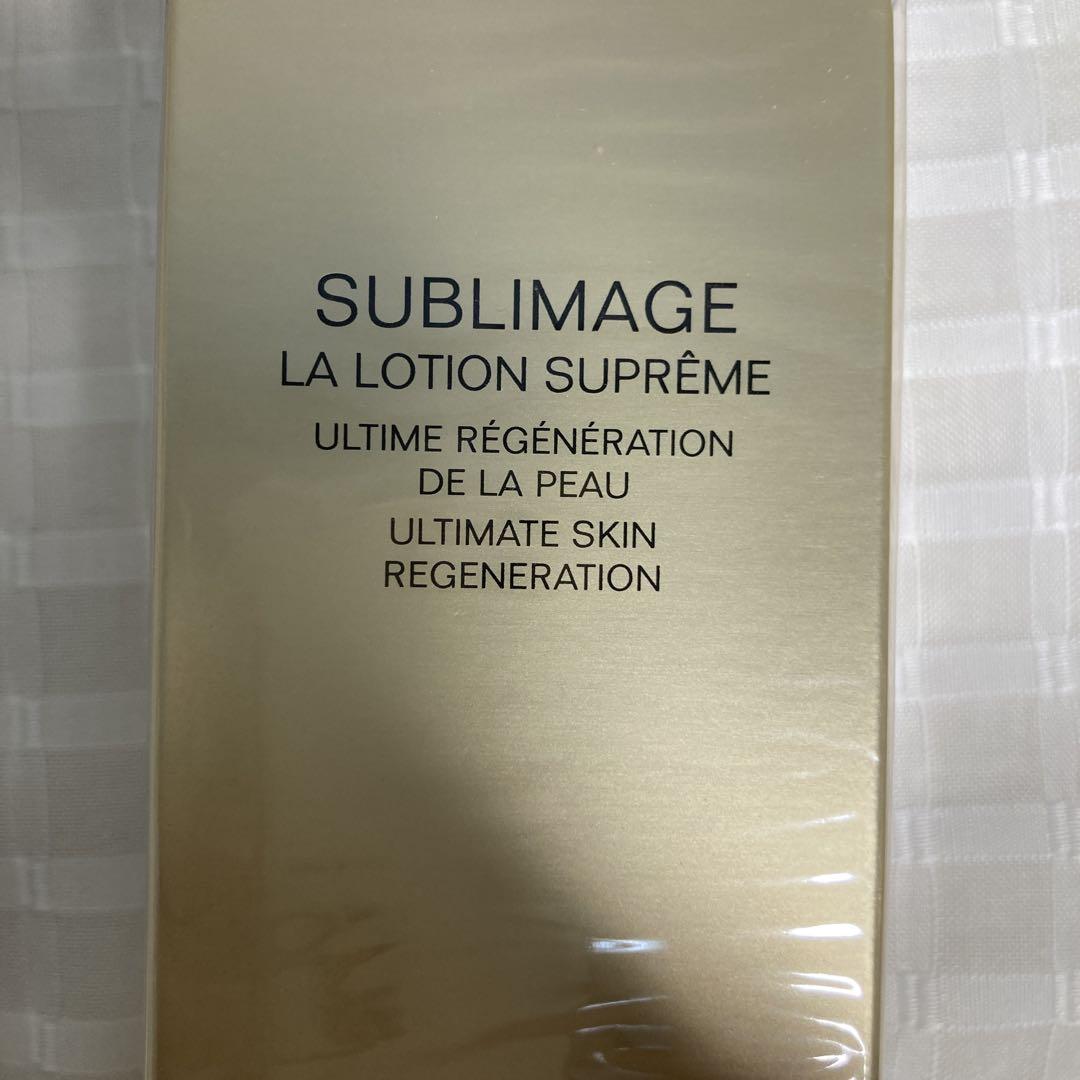 SUBLIMAGE
LA LOTION SUPRÊME
ULTIME RÉGÉNÉRATION
DE LA PEAU
ULTIMATE SKIN
REGENERATION